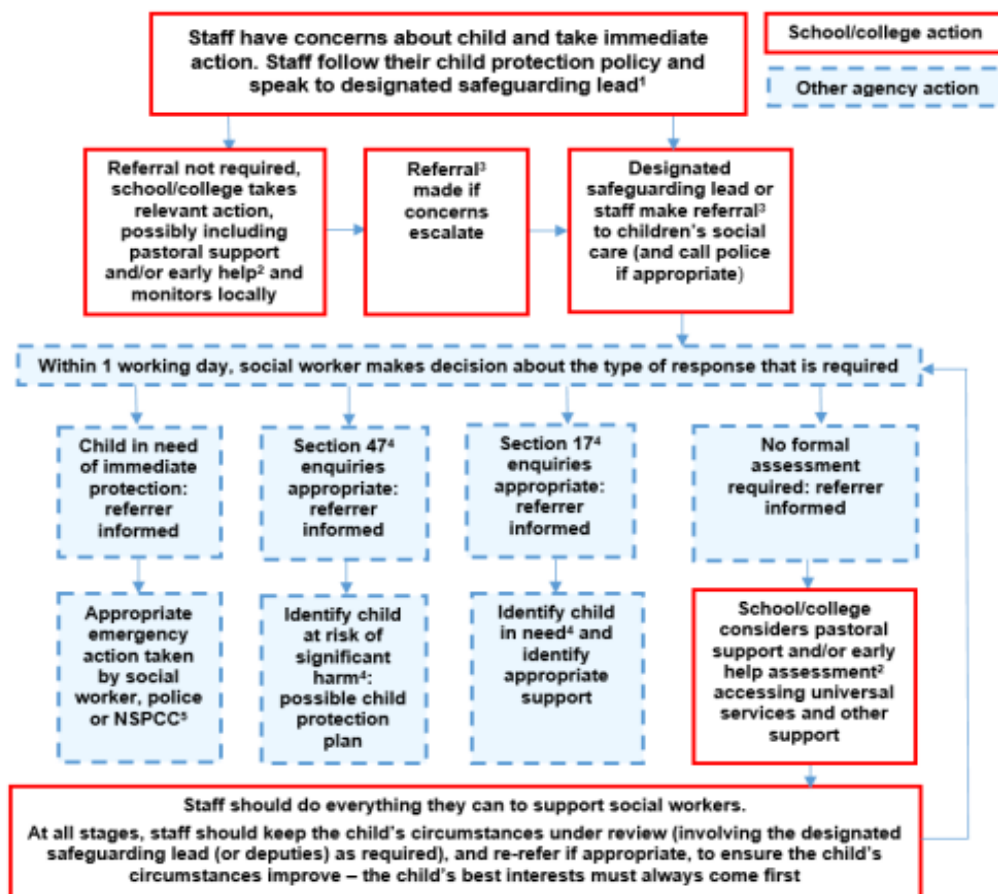 Staff have concerns about child and take immediate
action. Staff follow their child protection policy and
speak to designated safeguarding lead¹
School/college action
Other agency action
Referral not required,
school/college takes
relevant action,
possibly including
pastoral support
and/or early help² and
monitors locally
Referral³
made if
concerns
escalate
Designated
safeguarding lead or
staff make referral³
to children's social
care (and call police
if appropriate)
Within 1 working day, social worker makes decision about the type of response that is required
Child in need
of immediate
protection:
referrer
informed
Section 47⁴
enquiries
appropriate:
referrer
informed
Section 17⁴
enquiries
appropriate:
referrer
informed
No formal
assessment
required: referrer
informed
Appropriate
emergency
action taken
by social
worker, police
or NSPCC⁵
Identify child
at risk of
significant
harm⁴:
possible child
protection
plan
Identify child
in need⁴ and
identify
appropriate
support
School/college
considers pastoral
support and/or early
help assessment²
accessing universal
services and other
support
Staff should do everything they can to support social workers.
At all stages, staff should keep the child's circumstances under review (involving the designated
safeguarding lead (or deputies) as required), and re-refer if appropriate, to ensure the child's
circumstances improve – the child's best interests must always come first